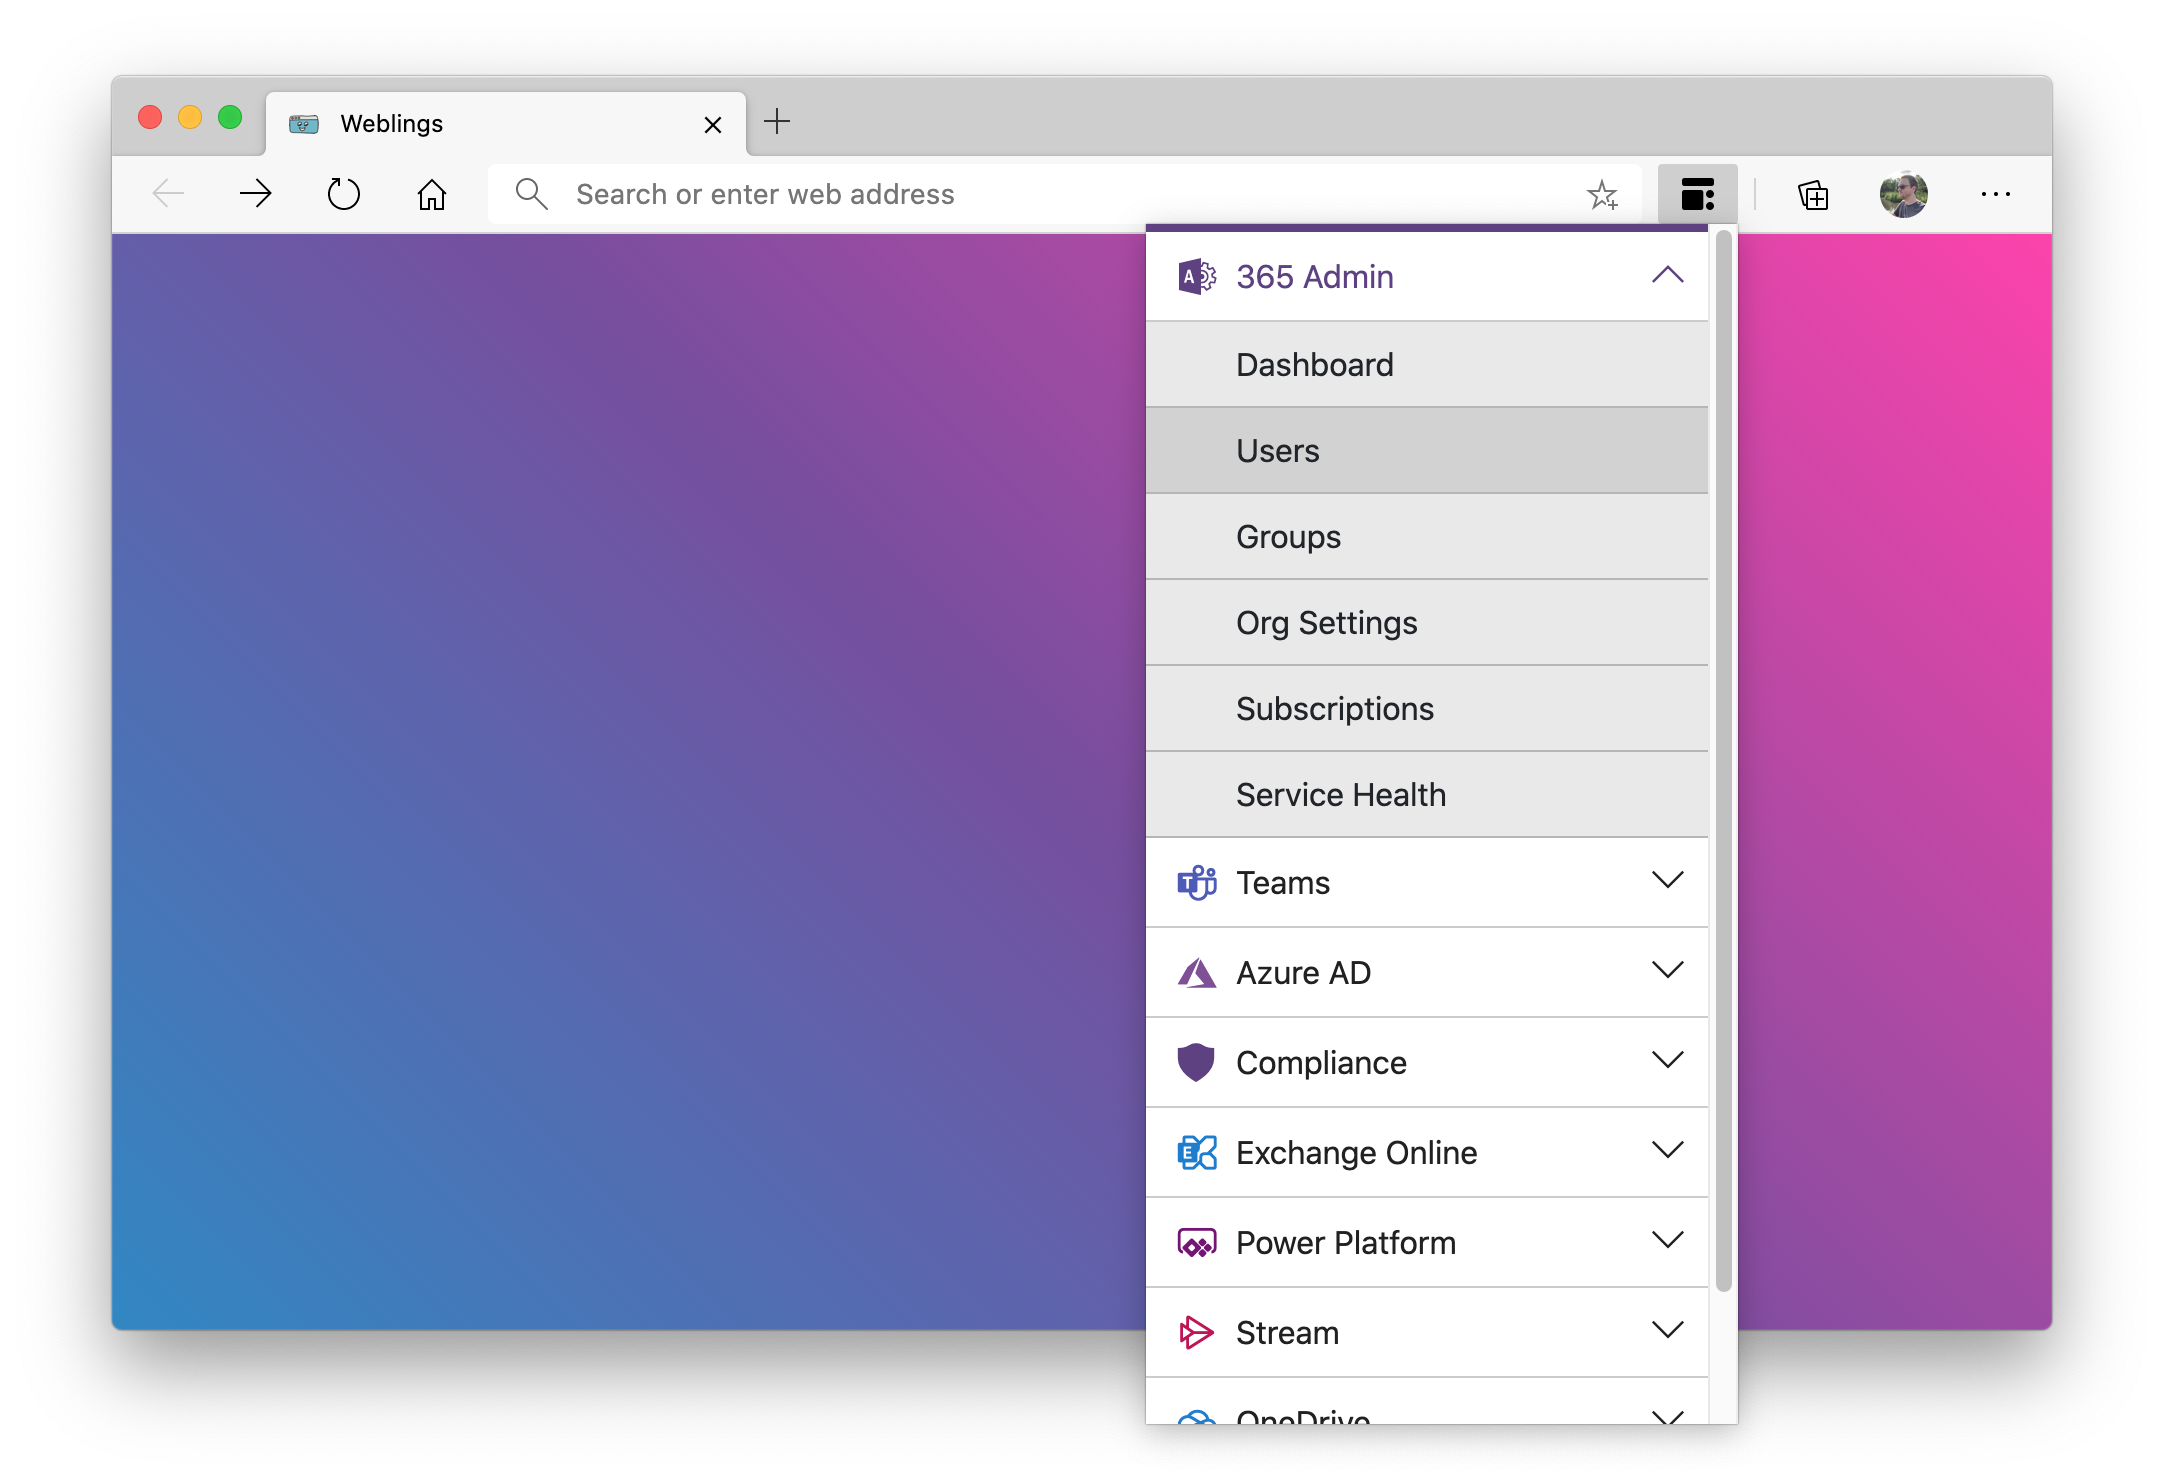 Weblings
Search or enter web address
A 365 Admin
Dashboard
Users
Groups
Org Settings
Subscriptions
Service Health
T Teams
Azure AD
Compliance
E Exchange Online
Power Platform
Stream
OneDrive